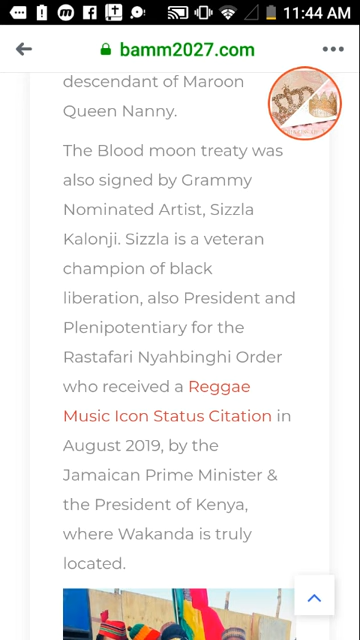 11:44 AM
bamm2027.com
descendant of Maroon
Queen Nanny.
The Blood moon treaty was
also signed by Grammy
Nominated Artist, Sizzla
Kalonji. Sizzla is a veteran
champion of black
liberation, also President and
Plenipotentiary for the
Rastafari Nyahbinghi Order
who received a Reggae
Music Icon Status Citation in
August 2019, by the
Jamaican Prime Minister &
the President of Kenya,
where Wakanda is truly
located.